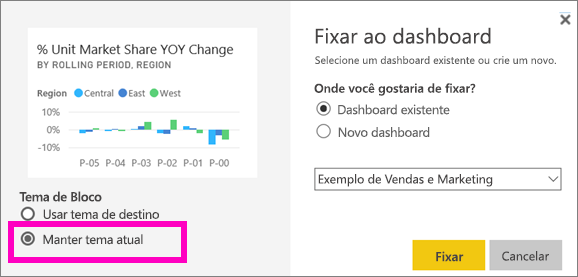 % Unit Market Share YOY Change
BY ROLLING PERIOD, REGION
Region Central East West
10%
0%
-10%
P-05 P-04 P-03 P-02 P-01 P-00
Tema de Bloco
Usar tema de destino
Manter tema atual
Fixar ao dashboard
Selecione um dashboard existente ou crie um novo.
Onde você gostaria de fixar?
Dashboard existente
Novo dashboard
Exemplo de Vendas e Marketing
Fixar Cancelar